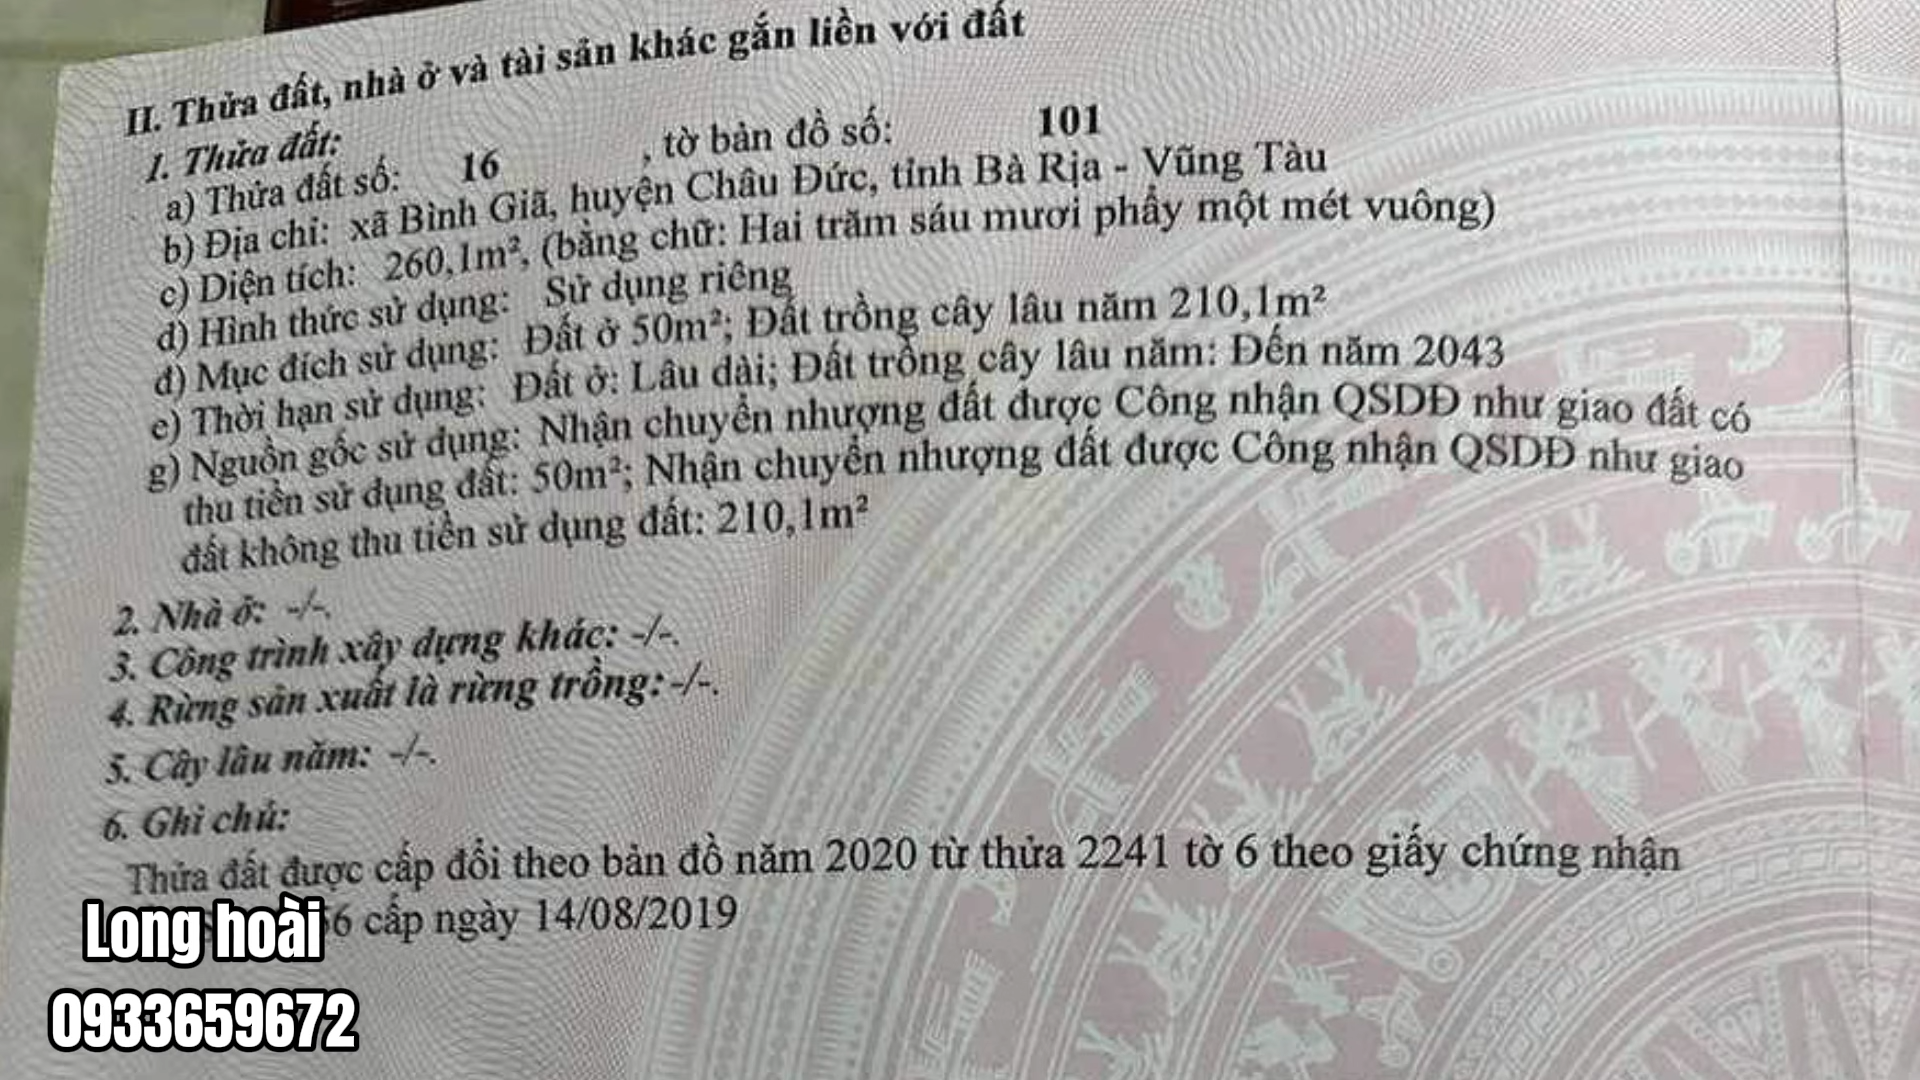 II. Thửa đất, nhà ở và tài sản khác gắn liền với đất
1. Thửa đất:
a) Thửa đất số: 16 , tờ bản đồ số: 101
b) Địa chỉ: xã Bình Giã, huyện Châu Đức, tỉnh Bà Rịa - Vũng Tàu
c) Diện tích: 260,1m², (bằng chữ: Hai trăm sáu mươi phẩy một mét vuông)
d) Hình thức sử dụng: Sử dụng riêng
đ) Mục đích sử dụng: Đất ở 50m²; Đất trồng cây lâu năm 210,1m²
e) Thời hạn sử dụng: Đất ở: Lâu dài; Đất trồng cây lâu năm: Đến năm 2043
g) Nguồn gốc sử dụng: Nhận chuyển nhượng đất được Công nhận QSDĐ như giao đất có
thu tiền sử dụng đất: 50m²; Nhận chuyển nhượng đất được Công nhận QSDĐ như giao
đất không thu tiền sử dụng đất: 210,1m²
2. Nhà ở: -/-.
3. Công trình xây dựng khác: -/-.
4. Rừng sản xuất là rừng trồng: -/-.
5. Cây lâu năm: -/-.
6. Ghi chú:
Thửa đất được cấp đổi theo bản đồ năm 2020 từ thửa 2241 tờ 6 theo giấy chứng nhận
6 cấp ngày 14/08/2019
Long hoài
0933659672